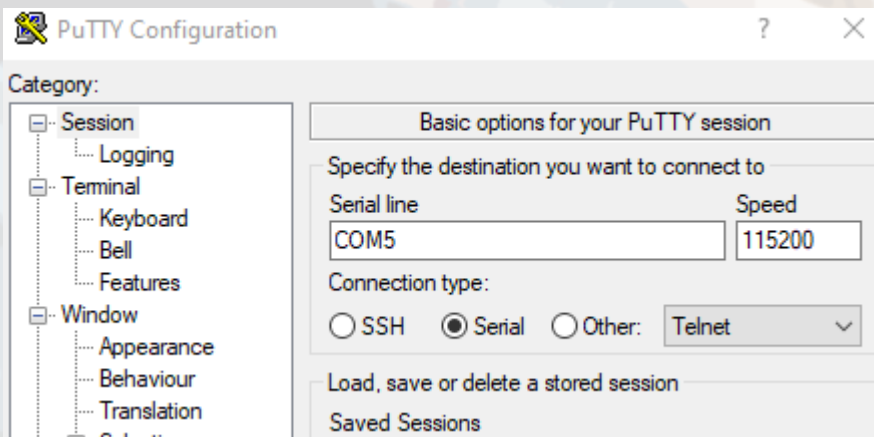 PuTTY Configuration
?
Category:
Session
Logging
Terminal
Keyboard
Bell
Features
Window
Appearance
Behaviour
Translation
Basic options for your PuTTY session
Specify the destination you want to connect to
Serial line Speed
COM5 115200
Connection type:
SSH Serial Other: Telnet
Load, save or delete a stored session
Saved Sessions